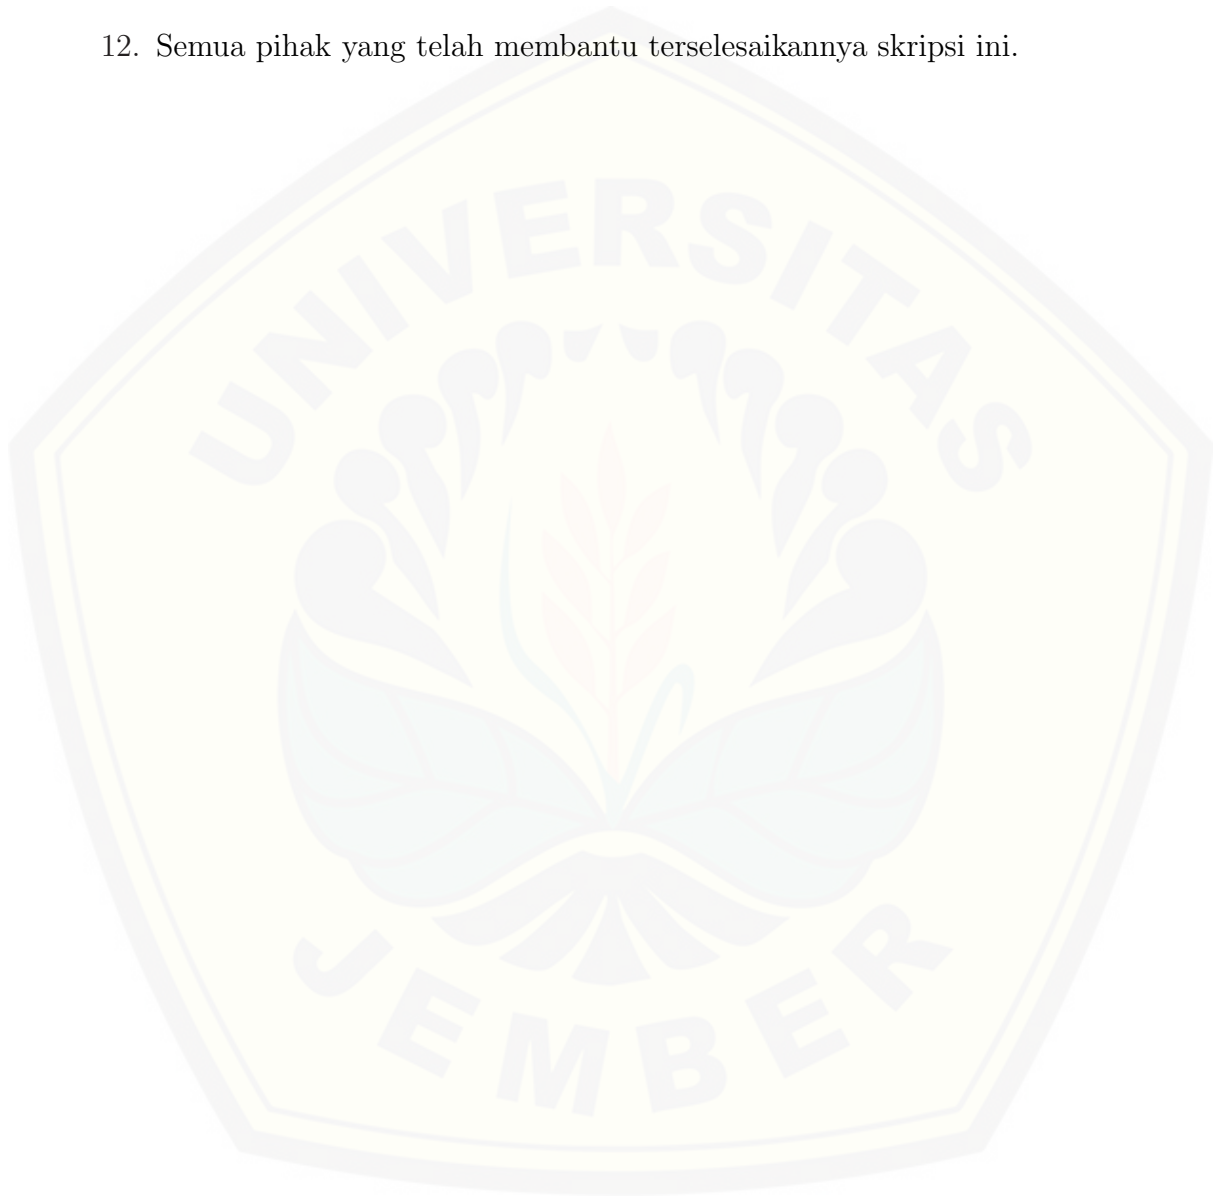 12. Semua pihak yang telah membantu terselesaikannya skripsi ini.
UNIVERSITAS
JEMBER